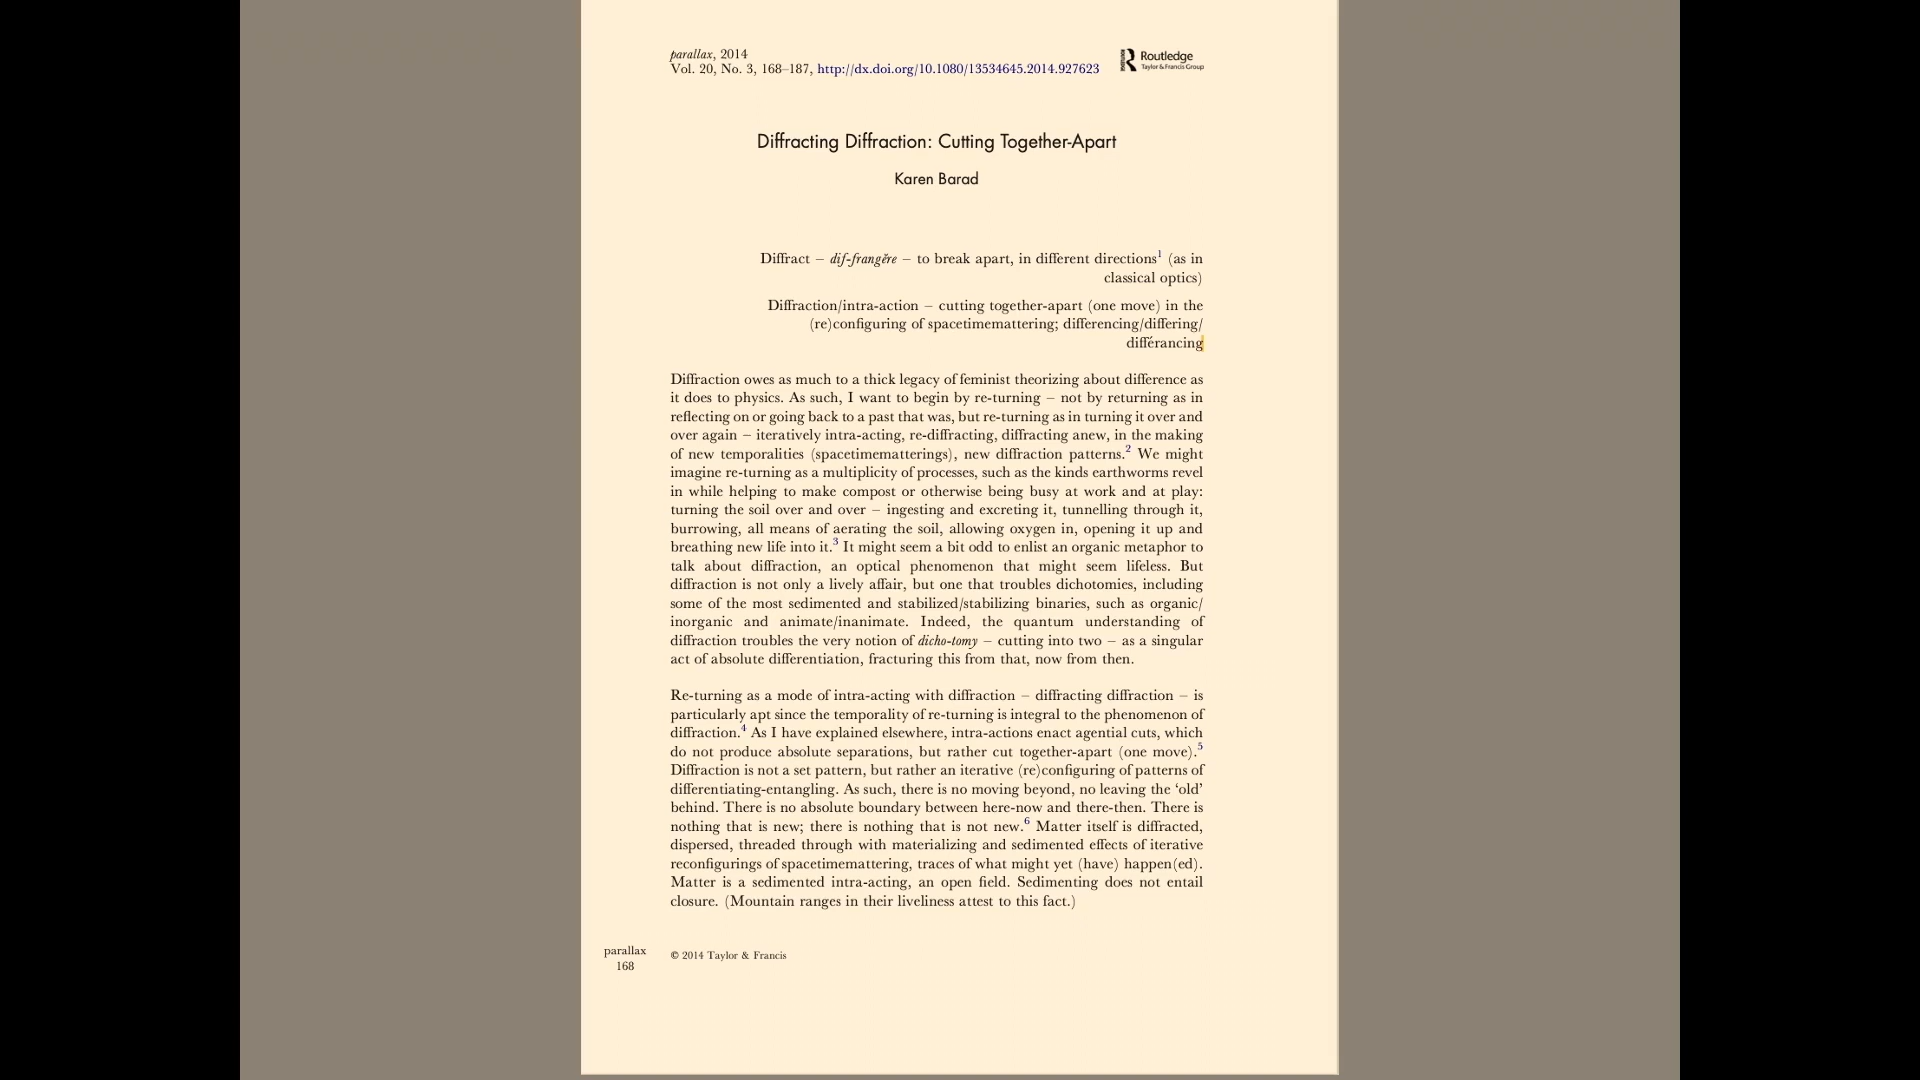 parallax, 2014
Vol. 20, No. 3, 168–187, http://dx.doi.org/10.1080/13534645.2014.927623
Routledge
Taylor & Francis Group
Diffracting Diffraction: Cutting Together-Apart
Karen Barad
Diffract – dif-frangĕre – to break apart, in different directions1 (as in
classical optics)
Diffraction/intra-action – cutting together-apart (one move) in the
(re)configuring of spacetimemattering; differencing/differing/
différancing
Diffraction owes as much to a thick legacy of feminist theorizing about difference as
it does to physics. As such, I want to begin by re-turning – not by returning as in
reflecting on or going back to a past that was, but re-turning as in turning it over and
over again – iteratively intra-acting, re-diffracting, diffracting anew, in the making
of new temporalities (spacetimematterings), new diffraction patterns.2 We might
imagine re-turning as a multiplicity of processes, such as the kinds earthworms revel
in while helping to make compost or otherwise being busy at work and at play:
turning the soil over and over – ingesting and excreting it, tunnelling through it,
burrowing, all means of aerating the soil, allowing oxygen in, opening it up and
breathing new life into it.3 It might seem a bit odd to enlist an organic metaphor to
talk about diffraction, an optical phenomenon that might seem lifeless. But
diffraction is not only a lively affair, but one that troubles dichotomies, including
some of the most sedimented and stabilized/stabilizing binaries, such as organic/
inorganic and animate/inanimate. Indeed, the quantum understanding of
diffraction troubles the very notion of dicho-tomy – cutting into two – as a singular
act of absolute differentiation, fracturing this from that, now from then.
Re-turning as a mode of intra-acting with diffraction – diffracting diffraction – is
particularly apt since the temporality of re-turning is integral to the phenomenon of
diffraction.4 As I have explained elsewhere, intra-actions enact agential cuts, which
do not produce absolute separations, but rather cut together-apart (one move).5
Diffraction is not a set pattern, but rather an iterative (re)configuring of patterns of
differentiating-entangling. As such, there is no moving beyond, no leaving the ‘old’
behind. There is no absolute boundary between here-now and there-then. There is
nothing that is new; there is nothing that is not new.6 Matter itself is diffracted,
dispersed, threaded through with materializing and sedimented effects of iterative
reconfigurings of spacetimemattering, traces of what might yet (have) happen(ed).
Matter is a sedimented intra-acting, an open field. Sedimenting does not entail
closure. (Mountain ranges in their liveliness attest to this fact.)
parallax
168
© 2014 Taylor & Francis